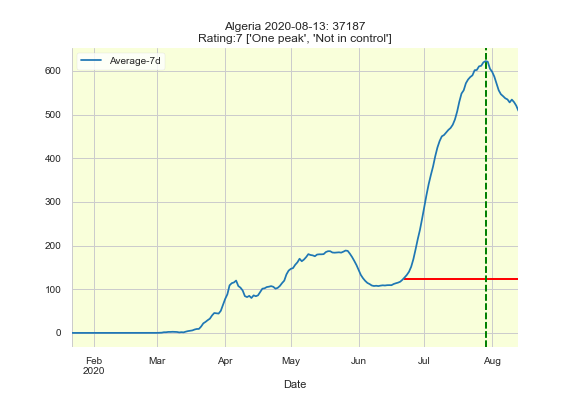 Algeria 2020-08-13: 37187
Rating:7 ['One peak', 'Not in control']
Average-7d
600
500
400
300
200
100
0
Feb
2020
Mar
Apr
May
Jun
Jul
Aug
Date